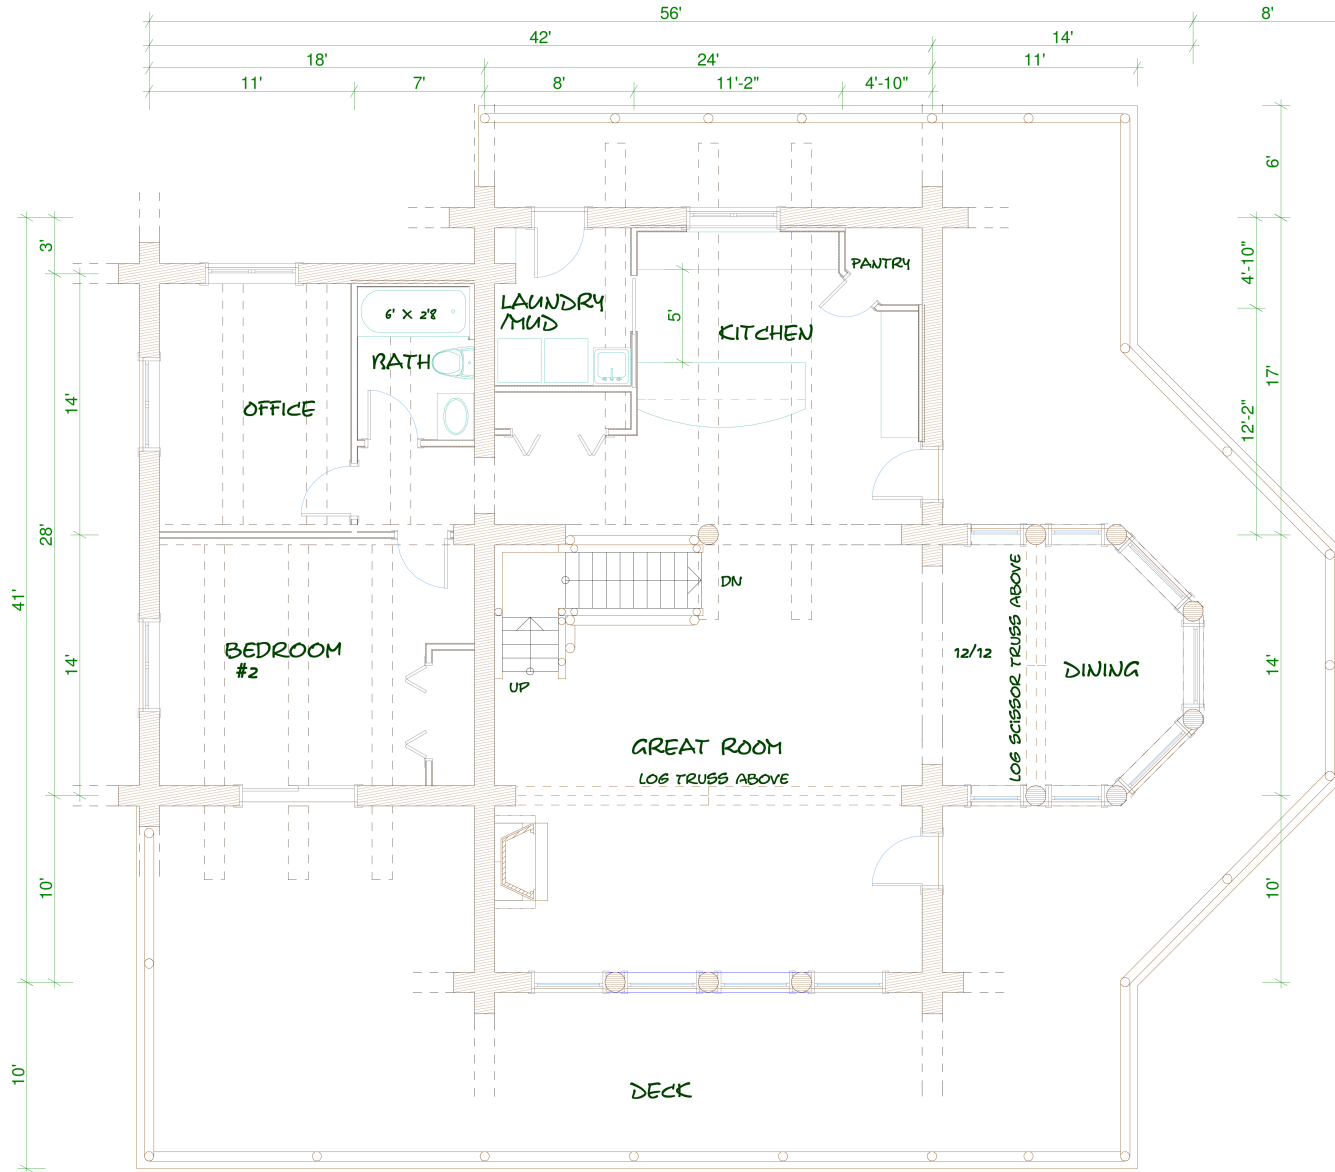 56'
8'
42'
14'
18'
24'
11'
11'
7'
8'
11'-2"
4'-10"
6'
3'
4'-10"
PANTRY
6' X 2'8
LAUNDRY
/MUD
5'
KITCHEN
BATH
17'
OFFICE
14'
12'-2"
28'
DN
41'
LOG SCISSOR TRUSS ABOVE
BEDROOM
#2
12/12
DINING
14'
14'
UP
GREAT ROOM
LOG TRUSS ABOVE
10'
10'
10'
DECK